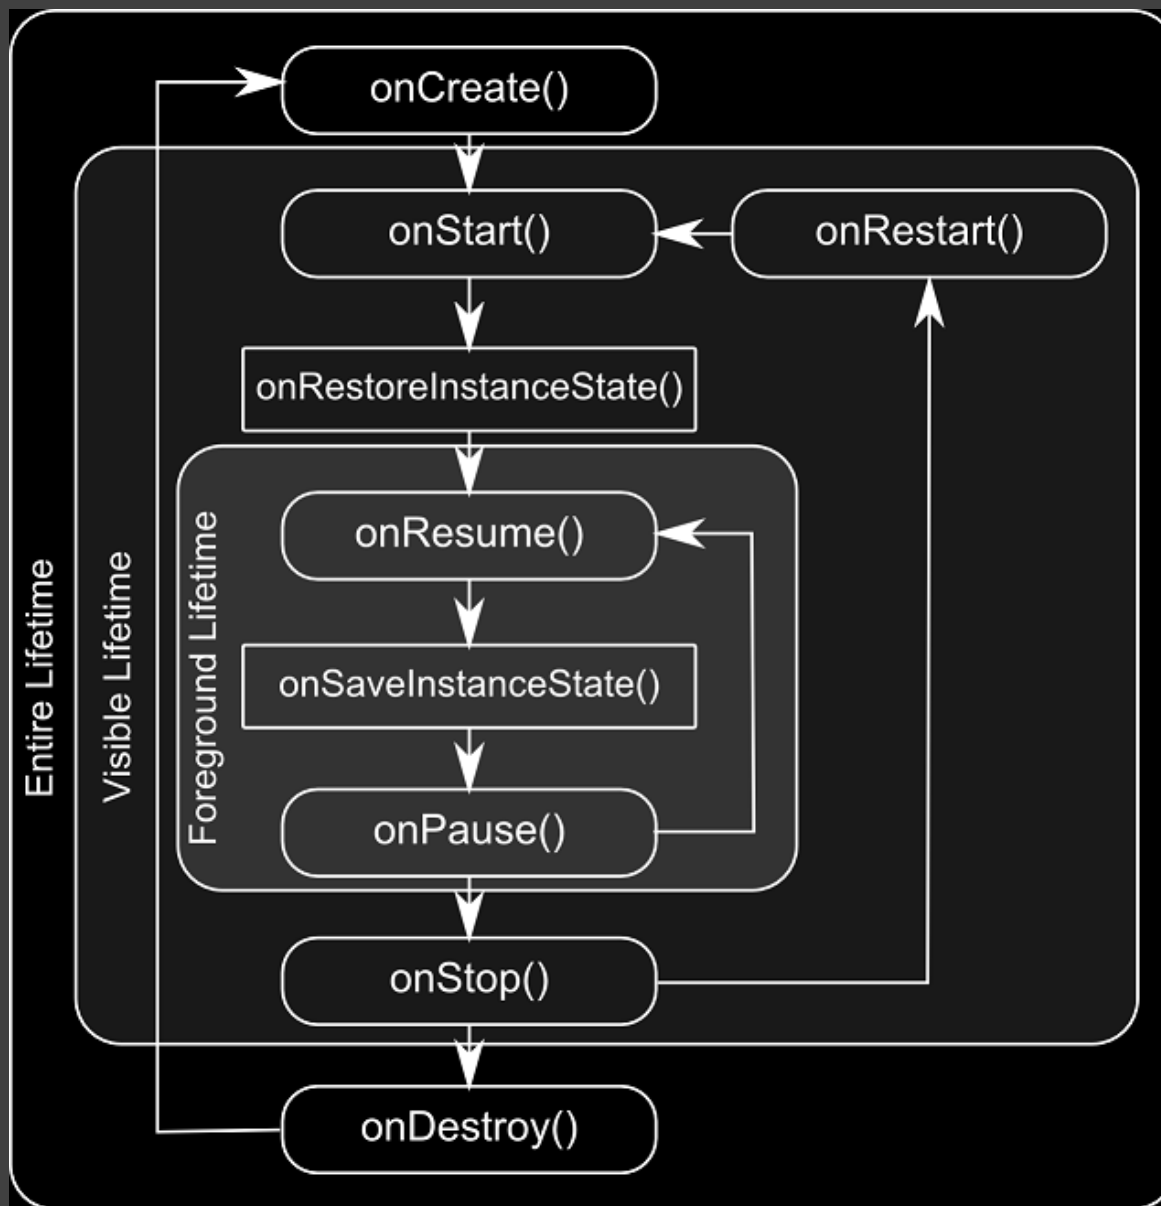 onCreate()
onStart()
onRestart()
onRestoreInstanceState()
onResume()
onSaveInstanceState()
onPause()
onStop()
onDestroy()
Entire Lifetime
Visible Lifetime
Foreground Lifetime